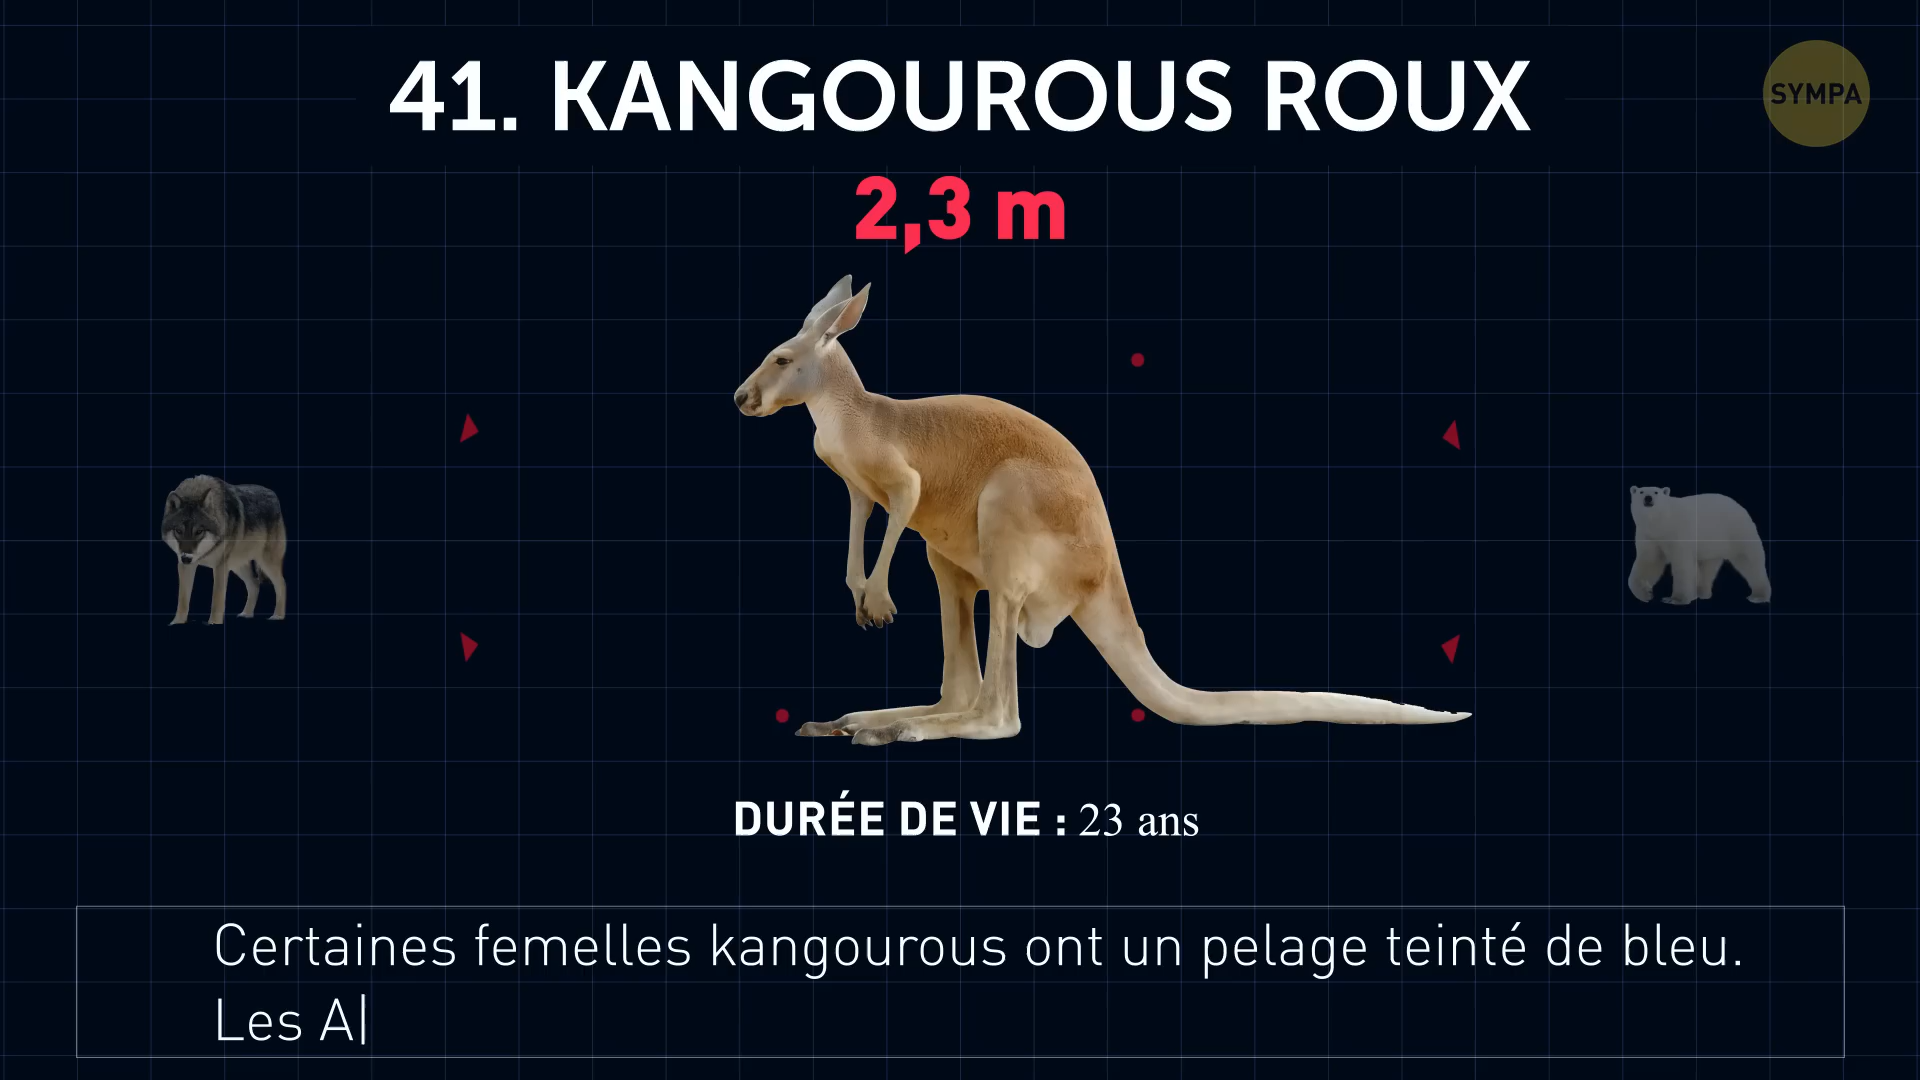 41. KANGOUROUS ROUX
SYMPA
2,3 m
DURÉE DE VIE : 23 ans
Certaines femelles kangourous ont un pelage teinté de bleu.
Les A